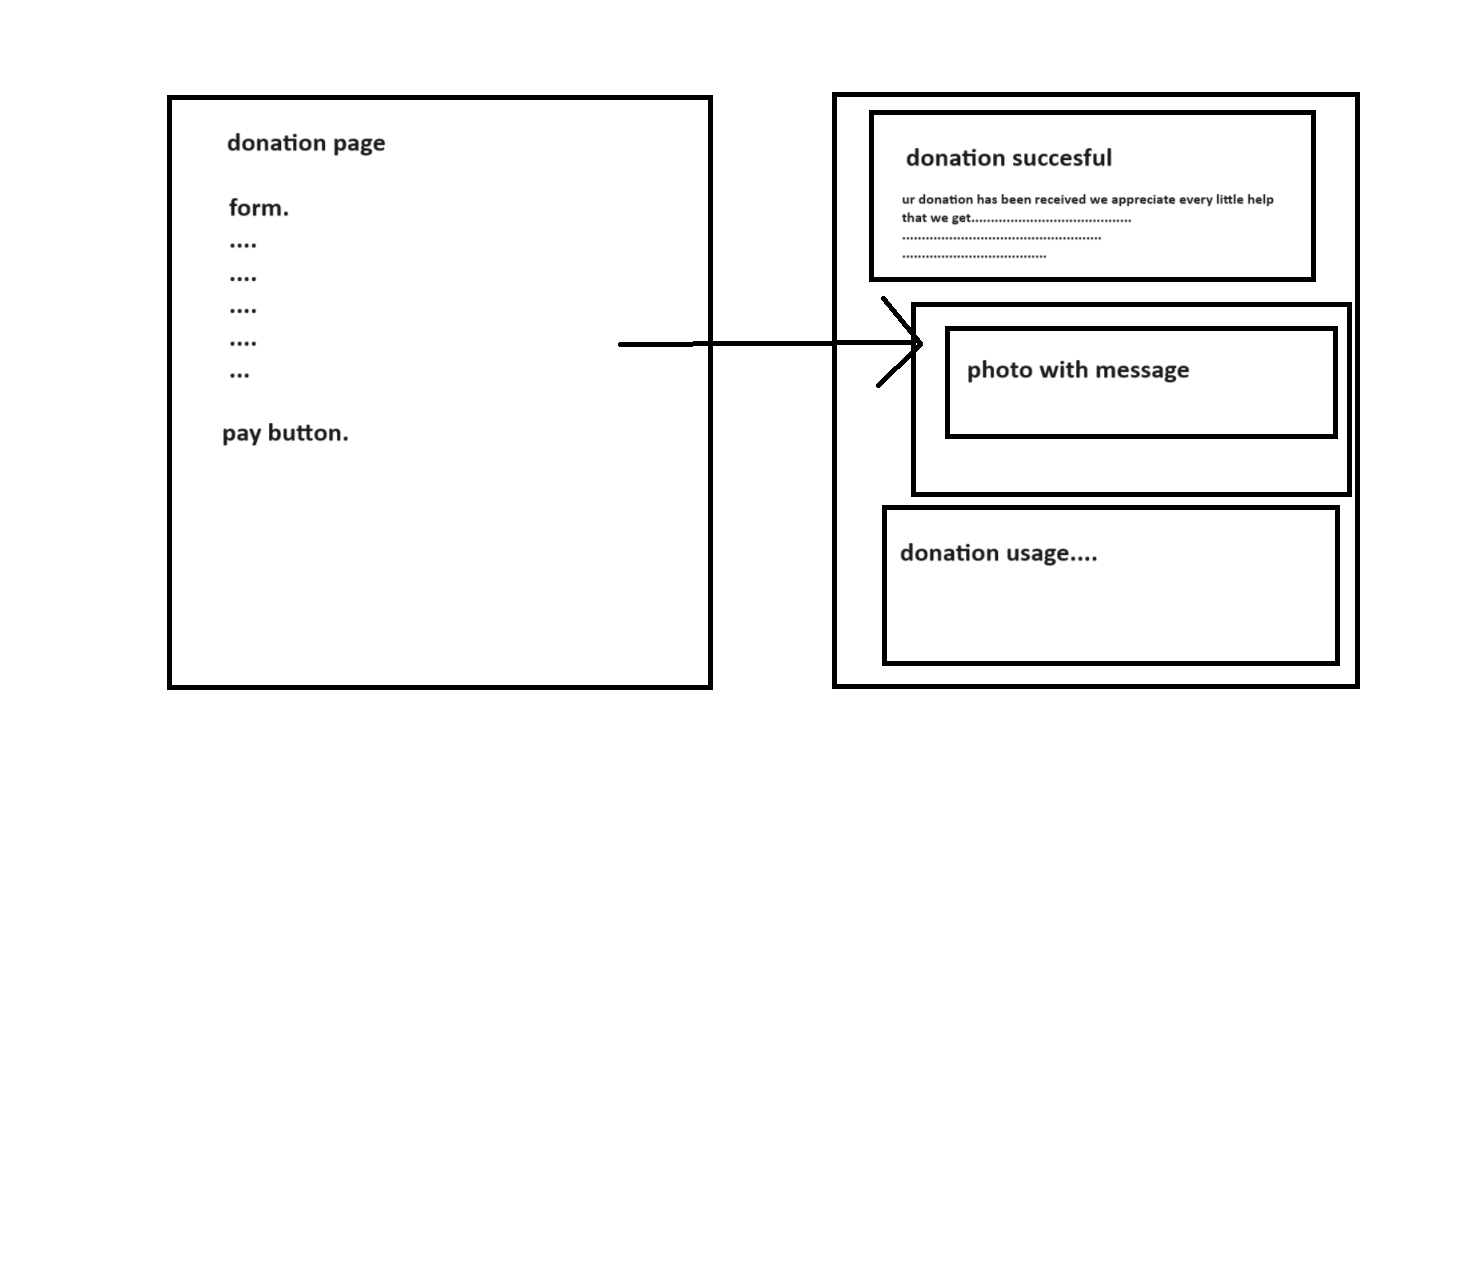 donation page
form.
....
....
....
....
...
pay button.
donation succesful
ur donation has been received we appreciate every little help
that we get.........................................
...................................................
.....................................
photo with message
donation usage....